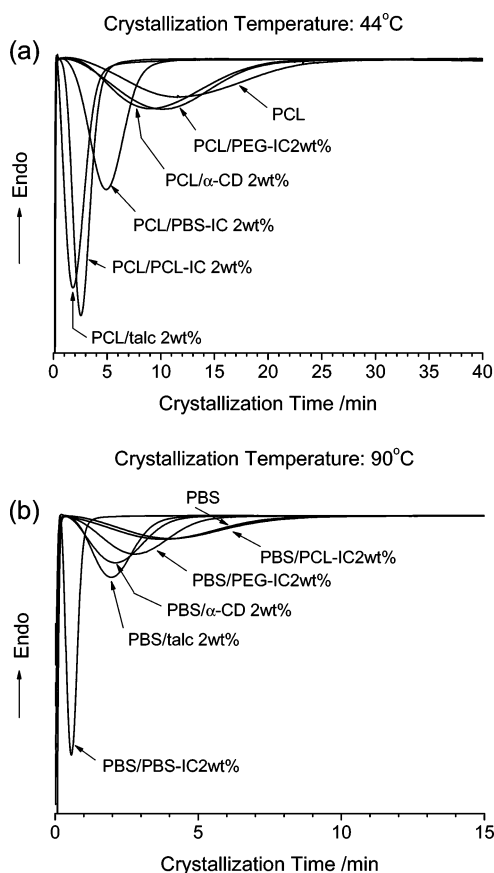 Crystallization Temperature: 44°C
(a)
Endo
PCL
PCL/PEG-IC2wt%
PCL/α-CD 2wt%
PCL/PBS-IC 2wt%
PCL/PCL-IC 2wt%
PCL/talc 2wt%
0 5 10 15 20 25 30 35 40
Crystallization Time /min
Crystallization Temperature: 90°C
(b)
Endo
PBS
PBS/PCL-IC2wt%
PBS/PEG-IC2wt%
PBS/α-CD 2wt%
PBS/talc 2wt%
PBS/PBS-IC2wt%
0 5 10 15
Crystallization Time /min